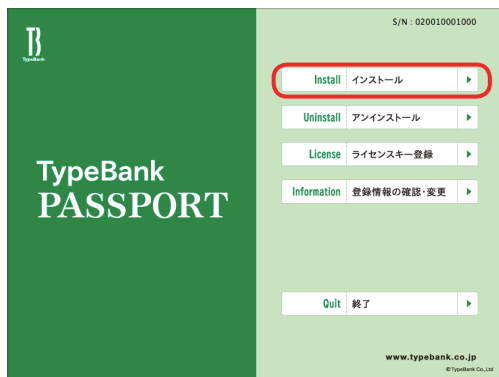 S/N : 020010001000
TB
TypeBank
Install インストール
Uninstall アンインストール
License ライセンスキー登録
Information 登録情報の確認・変更
TypeBank
PASSPORT
Quit 終了
www.typebank.co.jp
©TypeBank Co.,Ltd